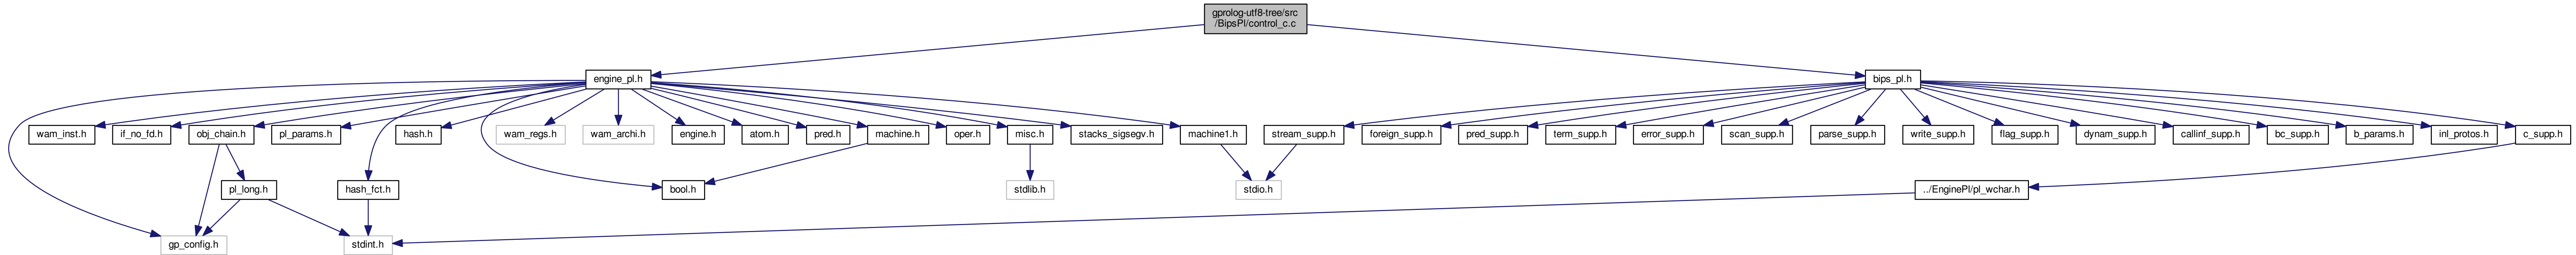 gprolog-utf8-tree/src
/BipsPl/control_c.c
engine_pl.h
bips_pl.h
wam_inst.h
if_no_fd.h
obj_chain.h
pl_params.h
hash.h
wam_regs.h
wam_archi.h
engine.h
atom.h
pred.h
machine.h
oper.h
misc.h
stacks_sigsegv.h
machine1.h
stream_supp.h
foreign_supp.h
pred_supp.h
term_supp.h
error_supp.h
scan_supp.h
parse_supp.h
write_supp.h
flag_supp.h
dynam_supp.h
callinf_supp.h
bc_supp.h
b_params.h
inl_protos.h
c_supp.h
pl_long.h
hash_fct.h
bool.h
stdlib.h
stdio.h
../EnginePl/pl_wchar.h
gp_config.h
stdint.h